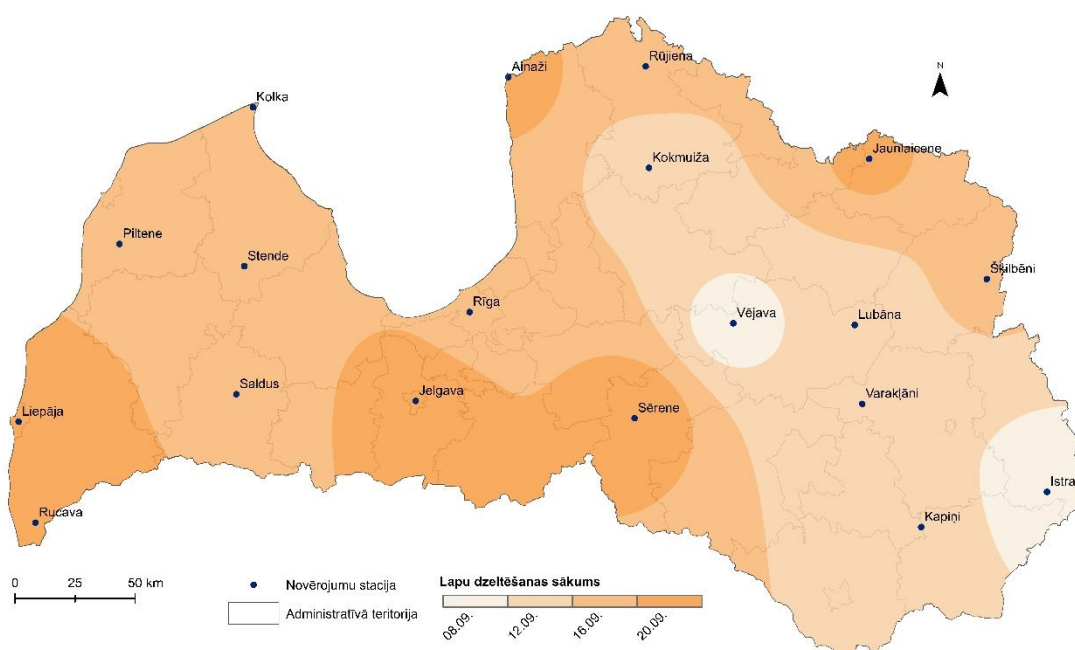 Rūjiena
Ainaži
N
Kolka
Jaunlaicene
Kokmuiža
Piltene
Stende
Šķilbēni
Rīga
Vējava
Lubāna
Saldus
Jelgava
Varakļāni
Liepāja
Sērene
Istra
Rucava
Kapiņi
0 25 50 km
Novērojumu stacija
Administratīvā teritorija
Lapu dzeltēšanas sākums
08.09. 12.09. 16.09. 20.09.